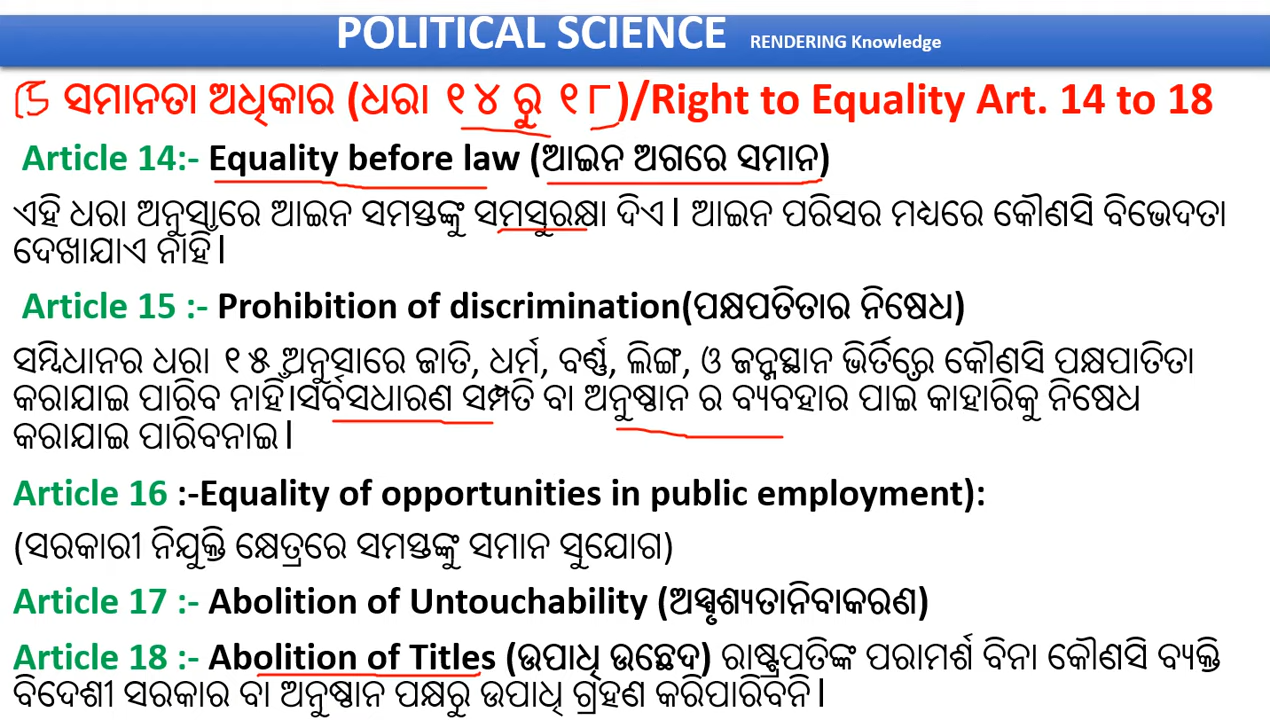 POLITICAL SCIENCE RENDERING Knowledge
ସମାନତା ଅଧିକାର (ଧାରା ୧୪ ରୁ ୧୮)/Right to Equality Art. 14 to 18
Article 14:- Equality before law (ଆଇନ ଅଗରେ ସମାନ)
ଏହି ଧରା ଅନୁସାରେ ଆଇନ ସମସ୍ତଙ୍କୁ ସମସୁରକ୍ଷା ଦିଏ। ଆଇନ ପରିସର ମଧ୍ୟରେ କୌଣସି ବିଭେଦତା
ଦେଖାଯାଏ ନାହିଁ।
Article 15 :- Prohibition of discrimination(ପକ୍ଷପତିତାର ନିଷେଧ)
ସମ୍ବିଧାନର ଧରା ୧୫ ଅନୁସାରେ ଜାତି, ଧର୍ମ, ବର୍ଣ୍ଣ, ଲିଙ୍ଗ, ଓ ଜନ୍ମସ୍ଥାନ ଭିର୍ତିରେ କୌଣସି ପକ୍ଷପାତିତା
କରାଯାଇ ପାରିବ ନାହିଁ।ସର୍ବସଧାରଣ ସମ୍ପତି ବା ଅନୁଷ୍ଠାନ ର ବ୍ୟବହାର ପାଇଁ କାହାରିକୁ ନିଷେଧ
କରାଯାଇ ପାରିବନାଇ।
Article 16 :-Equality of opportunities in public employment):
(ସରକାରୀ ନିଯୁକ୍ତି କ୍ଷେତ୍ରରେ ସମସ୍ତଙ୍କୁ ସମାନ ସୁଯୋଗ)
Article 17 :- Abolition of Untouchability (ଅସ୍ପୃଶ୍ୟତାନିବାକରଣ)
Article 18 :- Abolition of Titles (ଉପାଧି ଉଛେଦ) ରାଷ୍ଟ୍ରପତିଙ୍କ ପରାମର୍ଶ ବିନା କୌଣସି ବ୍ୟକ୍ତି
ବିଦେଶୀ ସରକାର ବା ଅନୁଷ୍ଠାନ ପକ୍ଷରୁ ଉପାଧି ଗ୍ରହଣ କରିପାରିବନି।